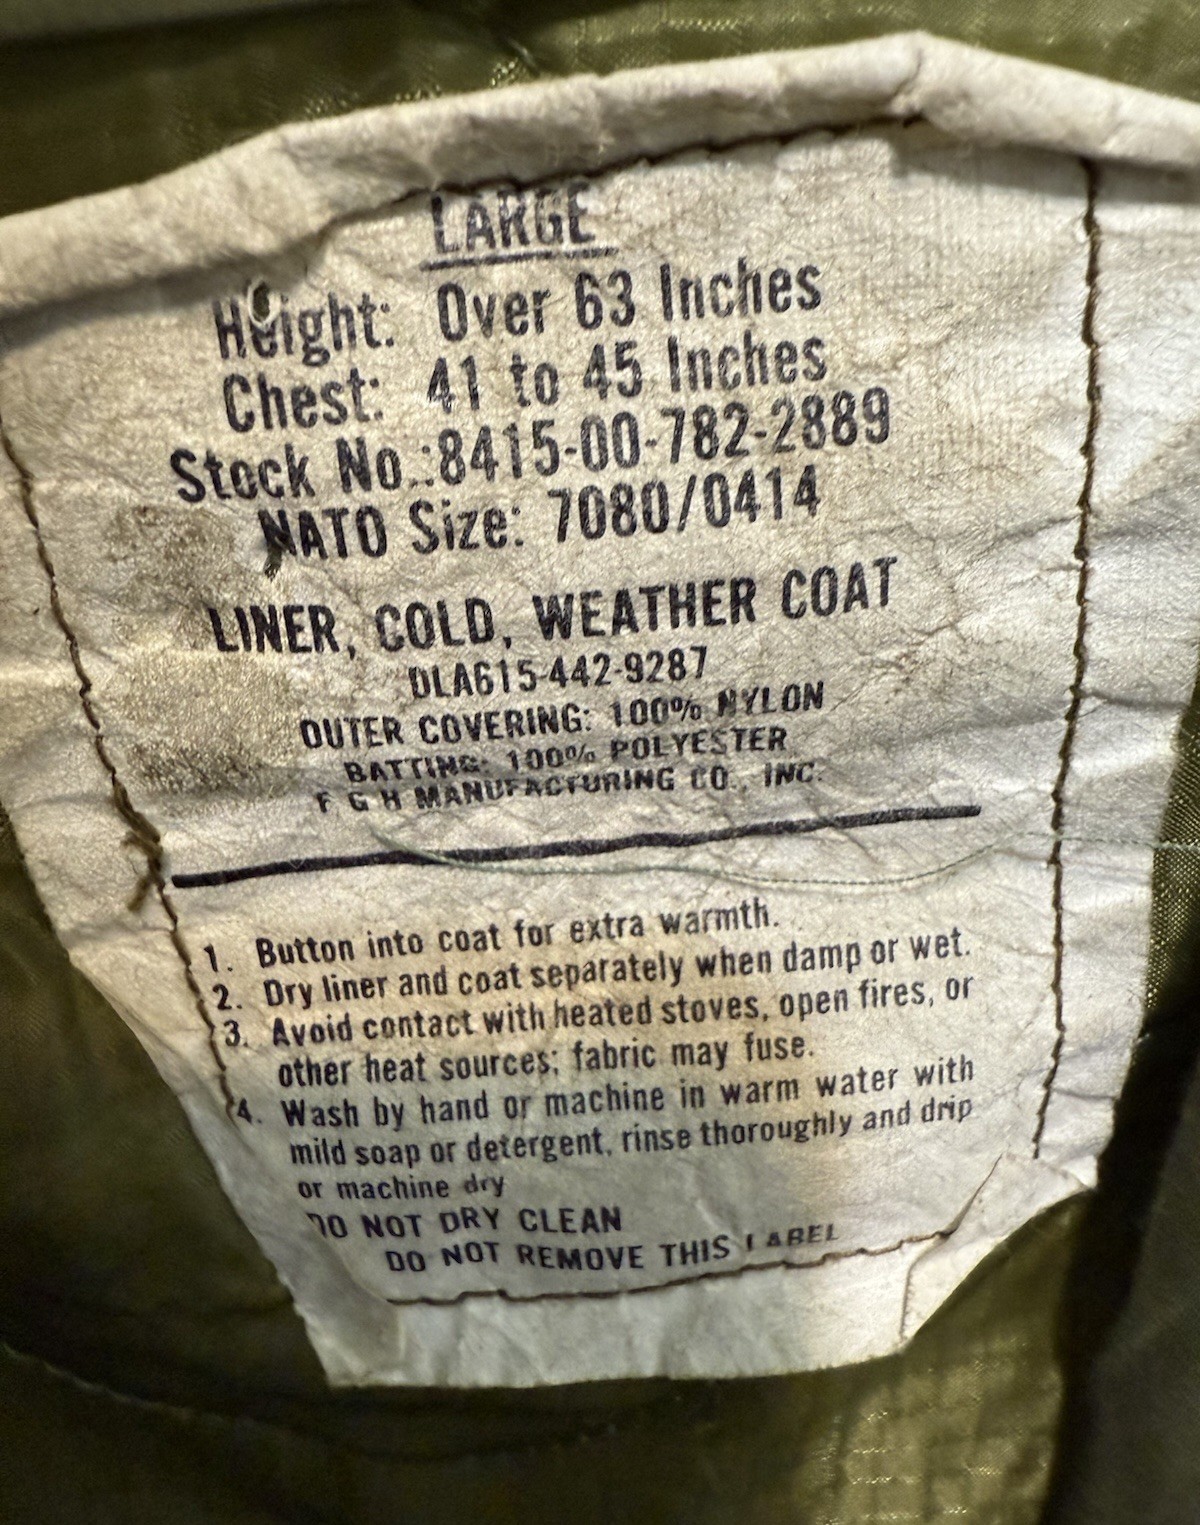 LARGE
Height: Over 63 Inches
Chest: 41 to 45 Inches
Stock No.:8415-00-782-2889
NATO Size: 7080/0414
LINER, COLD, WEATHER COAT
DLA615-442-9287
OUTER COVERING: 100% NYLON
BATTING: 100% POLYESTER
F G H MANUFACTURING CO., INC.
1. Button into coat for extra warmth.
2. Dry liner and coat separately when damp or wet.
3. Avoid contact with heated stoves, open fires, or
other heat sources; fabric may fuse.
4. Wash by hand or machine in warm water with
mild soap or detergent, rinse thoroughly and drip
or machine dry
DO NOT DRY CLEAN
DO NOT REMOVE THIS LABEL